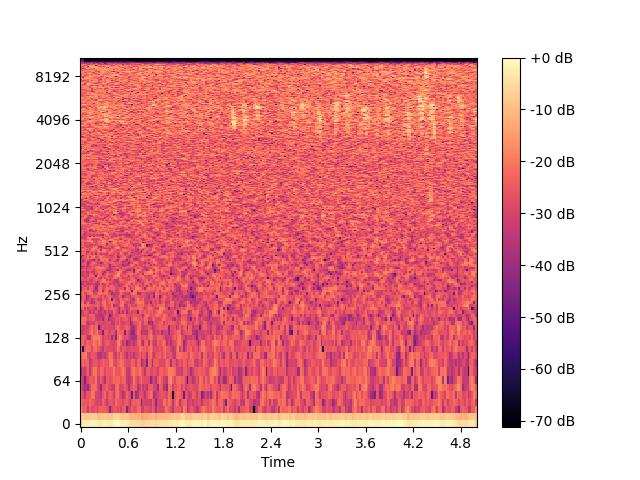 8192
4096
2048
1024
512
256
128
64
0
Hz
0 0.6 1.2 1.8 2.4 3 3.6 4.2 4.8
Time
+0 dB
-10 dB
-20 dB
-30 dB
-40 dB
-50 dB
-60 dB
-70 dB